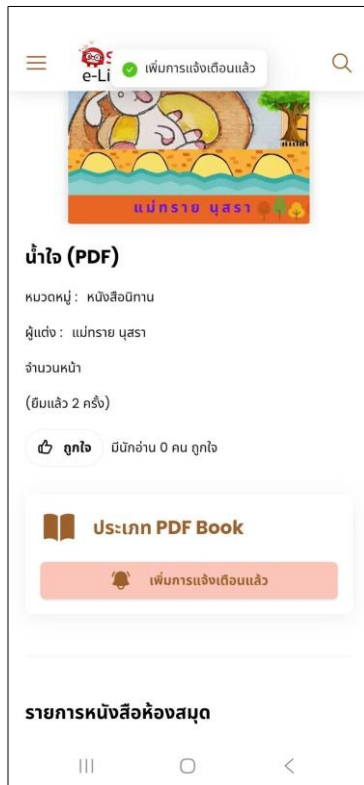 e-Li
เพิ่มการแจ้งเตือนแล้ว
แม่ทราย นุสรา
น้ำใจ (PDF)
หมวดหมู่ : หนังสือนิทาน
ผู้แต่ง : แม่ทราย นุสรา
จำนวนหน้า
(ยืมแล้ว 2 ครั้ง)
ถูกใจ มีนักอ่าน 0 คน ถูกใจ
ประเภท PDF Book
เพิ่มการแจ้งเตือนแล้ว
รายการหนังสือห้องสมุด